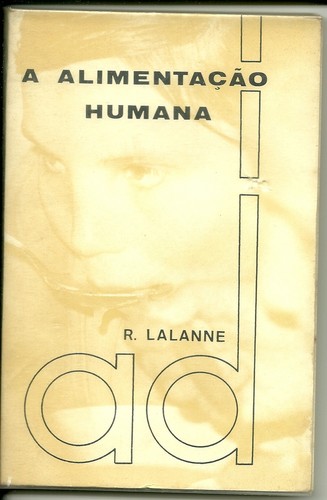 A ALIMENTAÇÃO
HUMANA
R. LALANNE
ad